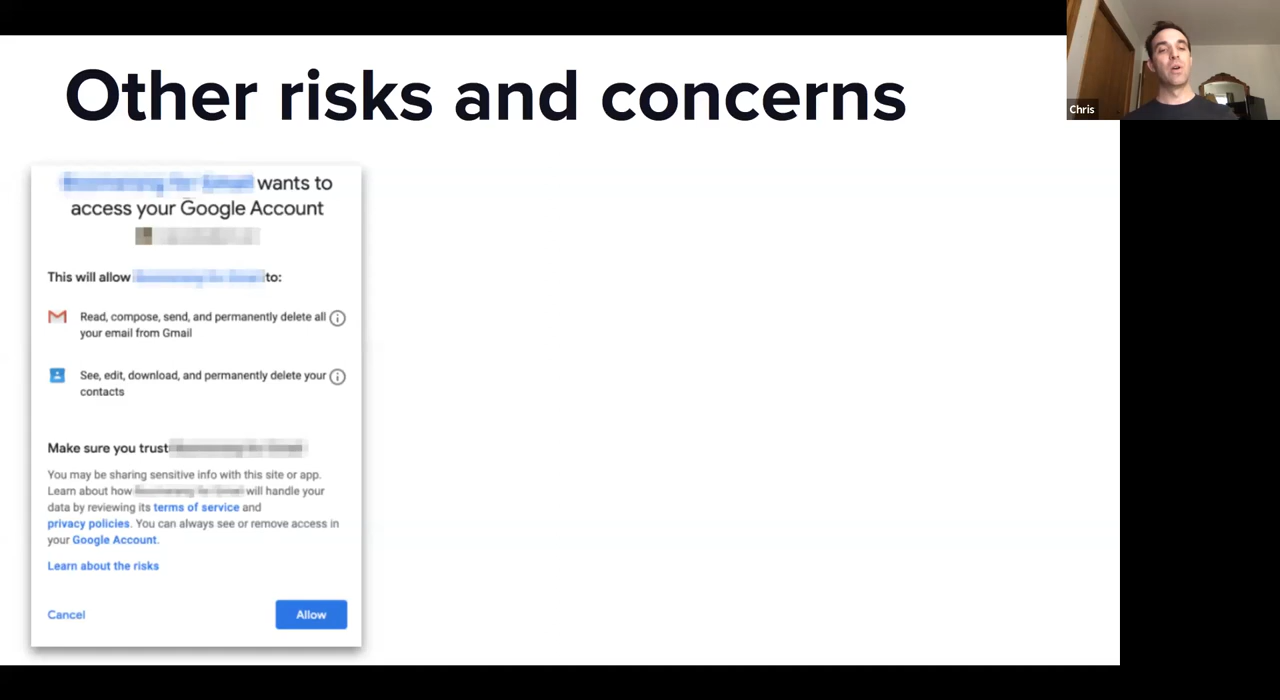 Other risks and concerns
Chris
wants to
access your Google Account
This will allow to:
Read, compose, send, and permanently delete all
your email from Gmail
See, edit, download, and permanently delete your
contacts
Make sure you trust
You may be sharing sensitive info with this site or app.
Learn about how will handle your
data by reviewing its terms of service and
privacy policies. You can always see or remove access in
your Google Account.
Learn about the risks
Cancel
Allow